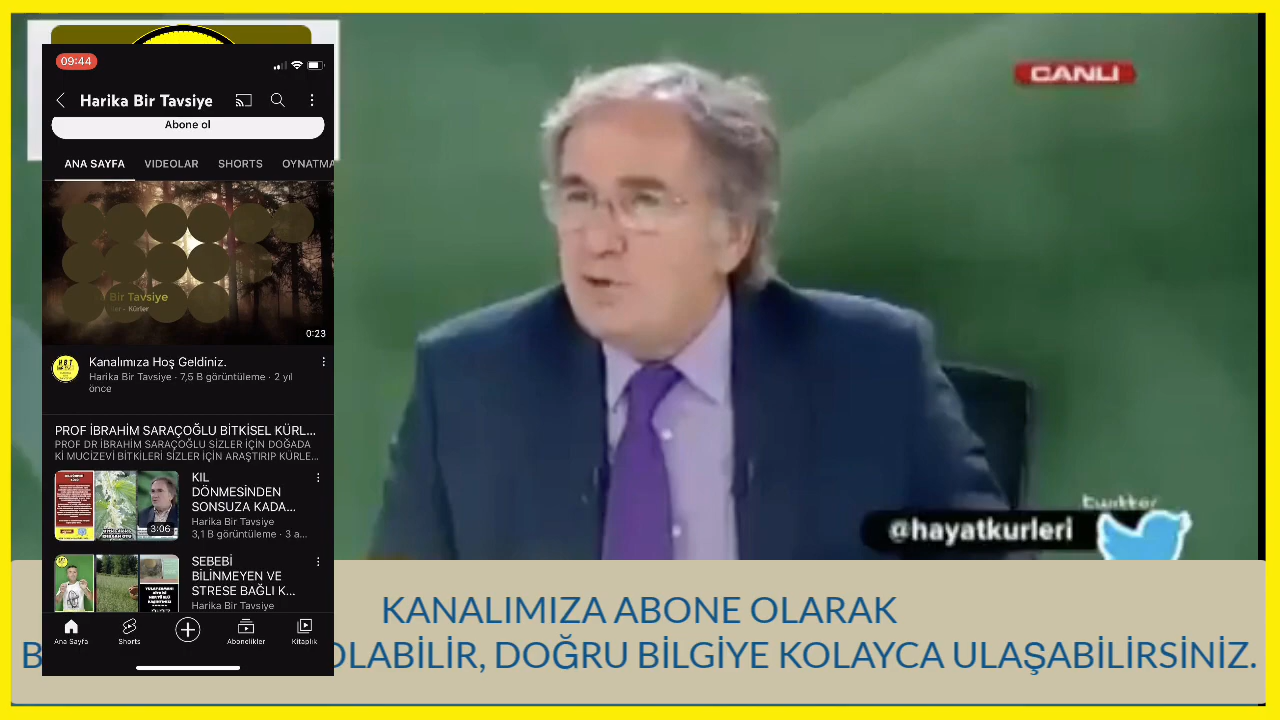 09:44
Harika Bir Tavsiye
Abone ol
ANA SAYFA VIDEOLAR SHORTS OYNATMA
Bir Tavsiye
Kürler
0:23
Kanalımıza Hoş Geldiniz.
Harika Bir Tavsiye · 7,5 B görüntüleme · 2 yıl
önce
PROF İBRAHİM SARAÇOĞLU BİTKİSEL KÜRL...
PROF DR İBRAHİM SARAÇOĞLU SİZLER İÇİN DOĞADA
Kİ MUCİZEVİ BİTKİLERİ SİZLER İÇİN ARAŞTIRIP KÜRLE...
KIL
DÖNMESİNDEN
SONSUZA KADA...
Harika Bir Tavsiye
3,1 B görüntüleme · 3 a...
3:06
SEBEBİ
BİLİNMEYEN VE
STRESE BAĞLI K...
Harika Bir Tavsiye
Ana Sayfa Shorts Abonelikler Kitaplık
CANLI
twitter
@hayatkurleri
KANALIMIZA ABONE OLARAK
OLABİLİR, DOĞRU BİLGİYE KOLAYCA ULAŞABİLİRSİNİZ.